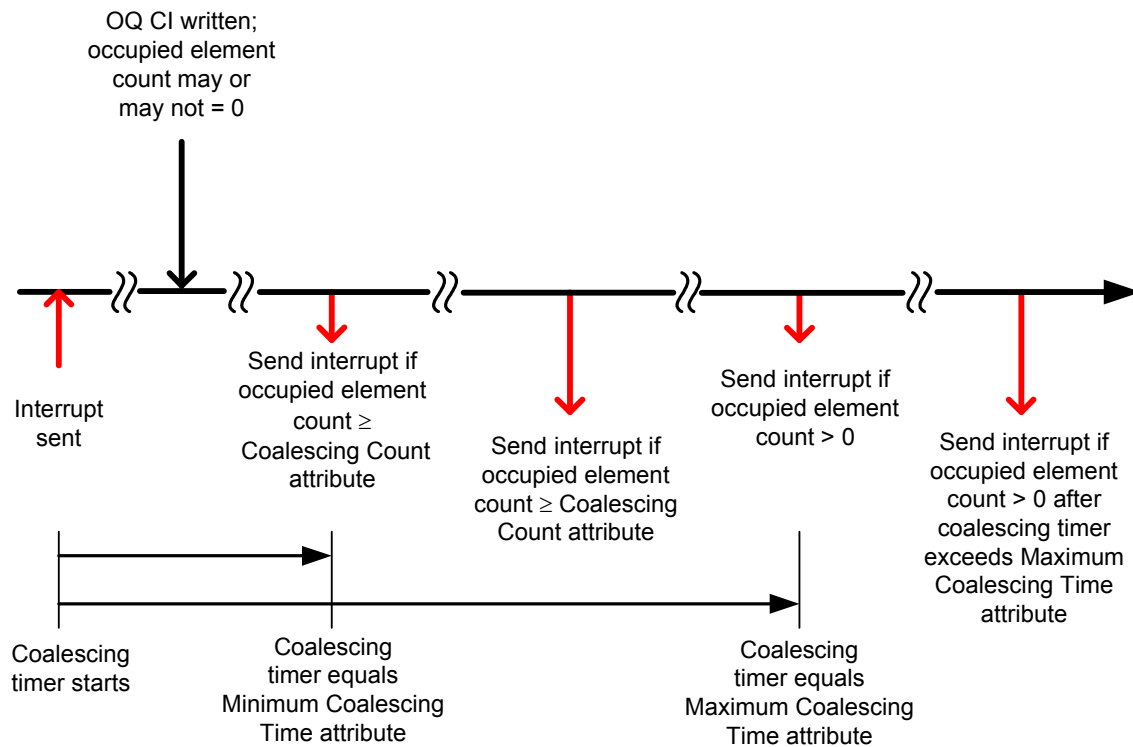 OQ CI written;
occupied element
count may or
may not = 0
Interrupt
sent
Send interrupt if
occupied element
count ≥
Coalescing Count
attribute
Send interrupt if
occupied element
count ≥ Coalescing
Count attribute
Send interrupt if
occupied element
count > 0
Send interrupt if
occupied element
count > 0 after
coalescing timer
exceeds Maximum
Coalescing Time
attribute
Coalescing
timer starts
Coalescing
timer equals
Minimum Coalescing
Time attribute
Coalescing
timer equals
Maximum Coalescing
Time attribute